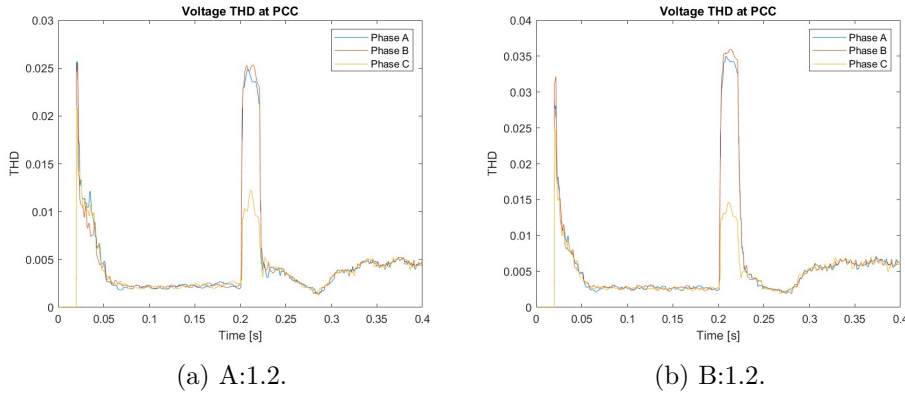 Voltage THD at PCC
0.03
0.025
0.02
0.015
0.01
0.005
0
THD
Phase A
Phase B
Phase C
0 0.05 0.1 0.15 0.2 0.25 0.3 0.35 0.4
Time [s]
(a) A:1.2.
Voltage THD at PCC
0.04
0.035
0.03
0.025
0.02
0.015
0.01
0.005
0
THD
Phase A
Phase B
Phase C
0 0.05 0.1 0.15 0.2 0.25 0.3 0.35 0.4
Time [s]
(b) B:1.2.